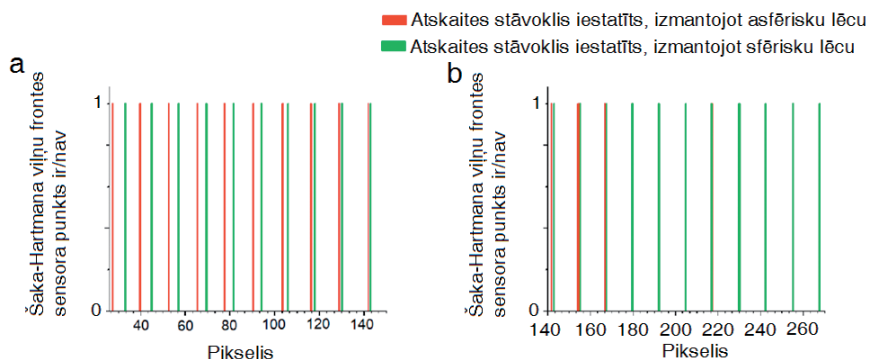 Atskaites stāvoklis iestatīts, izmantojot asfērisku lēcu
Atskaites stāvoklis iestatīts, izmantojot sfērisku lēcu
a
Šaka-Hartmana viļņu frontes
sensora punkts ir/nav
1
0
40 60 80 100 120 140
Pikselis
b
Šaka-Hartmana viļņu frontes
sensora punkts ir/nav
1
0
140 160 180 200 220 240 260
Pikselis